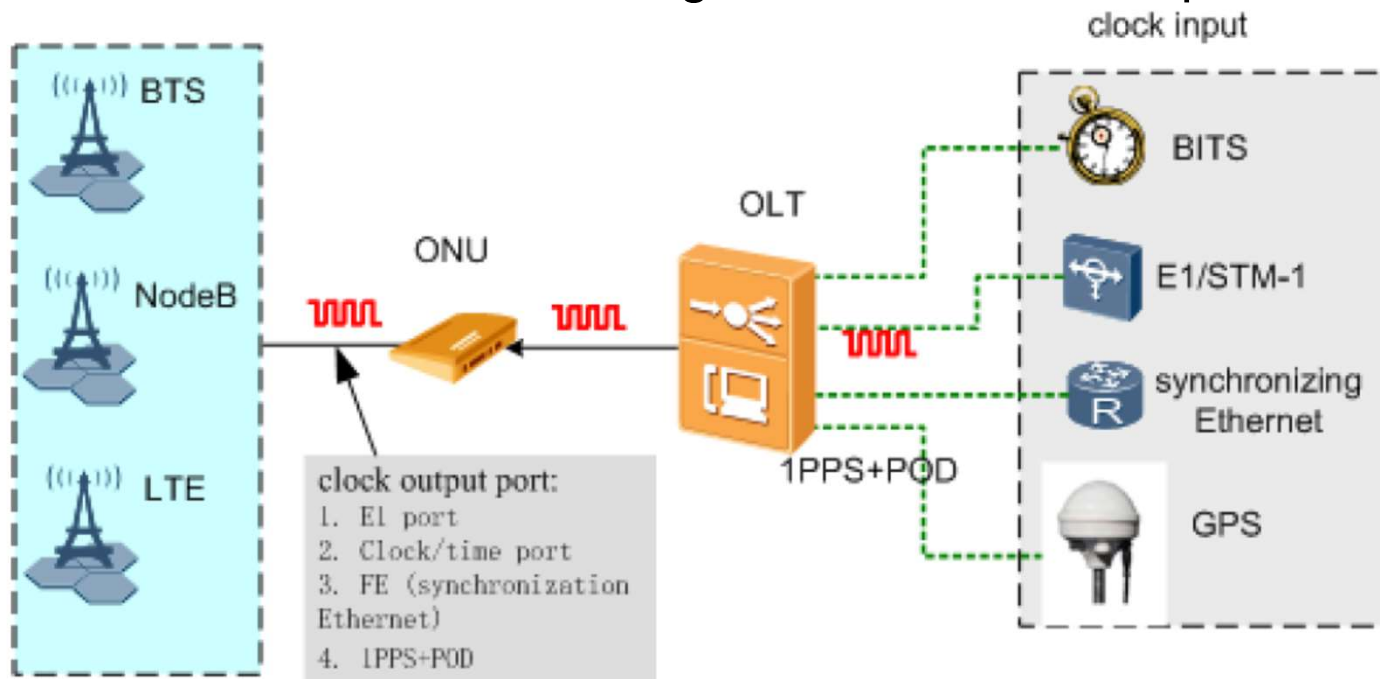 clock input
BTS
BITS
OLT
ONU
E1/STM-1
NodeB
synchronizing
Ethernet
R
1PPS+POD
LTE
GPS
clock output port:
1. E1 port
2. Clock/time port
3. FE (synchronization
Ethernet)
4. 1PPS+POD